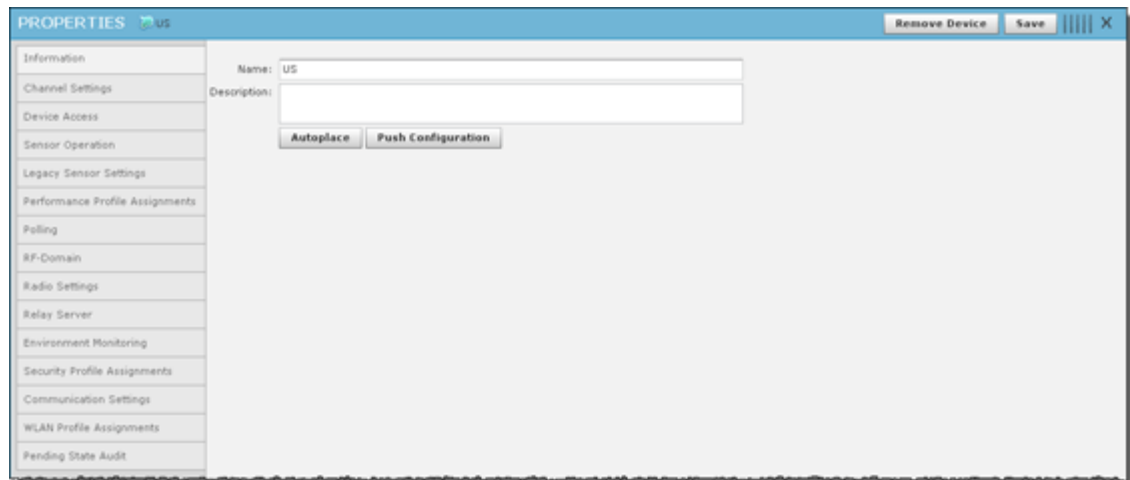 PROPERTIES US Remove Device Save X
Information
Channel Settings
Device Access
Sensor Operation
Legacy Sensor Settings
Performance Profile Assignments
Polling
RF-Domain
Radio Settings
Relay Server
Environment Monitoring
Security Profile Assignments
Communication Settings
WLAN Profile Assignments
Pending State Audit
Name: US
Description:
Autoplace Push Configuration